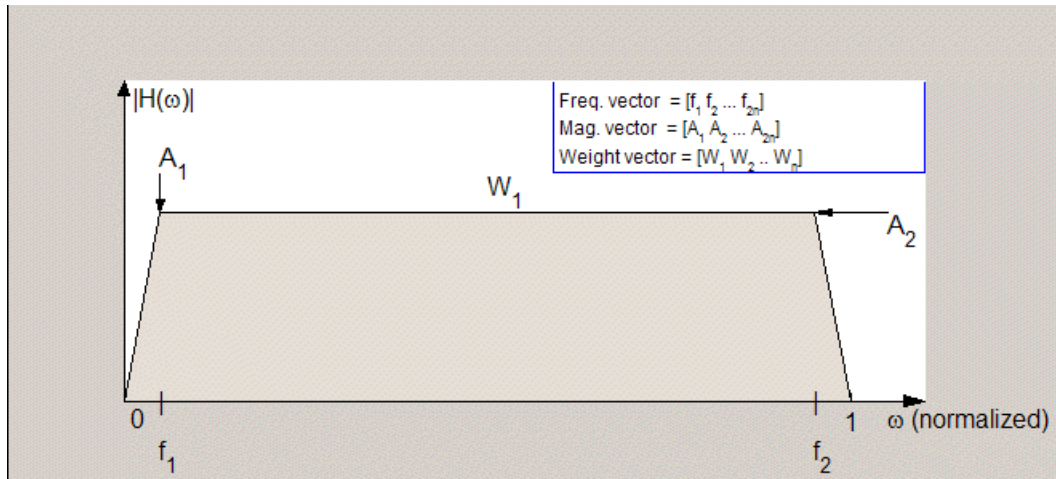 |H(ω)|
Freq. vector = [f₁ f₂ ... f₂ₙ]
Mag. vector = [A₁ A₂ ... A₂ₙ]
Weight vector = [W₁ W₂ .. Wₙ]
A₁
W₁
A₂
0
1
ω (normalized)
f₁
f₂